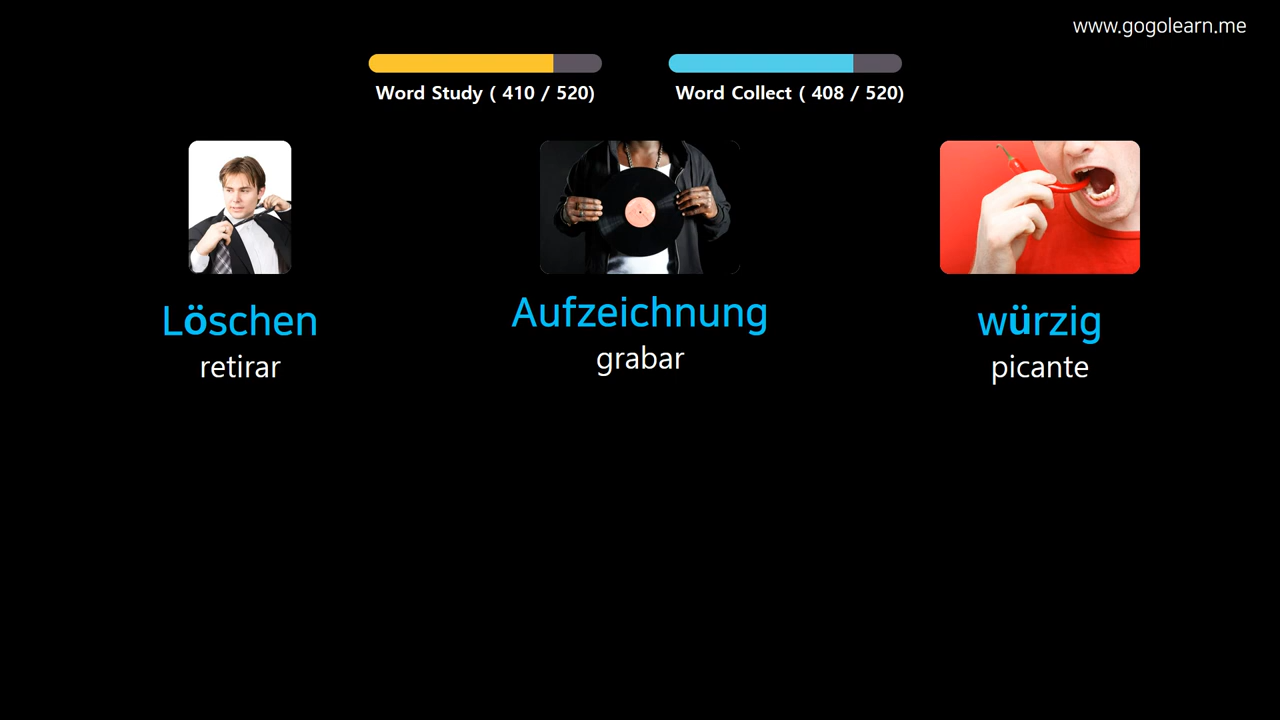 www.gogolearn.me
Word Study ( 410 / 520)
Word Collect ( 408 / 520)
Löschen
retirar
Aufzeichnung
grabar
würzig
picante